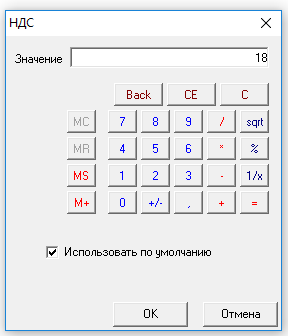 НДС
Значение 18
Back CE C
MC 7 8 9 / sqrt
MR 4 5 6 * %
MS 1 2 3 - 1/x
M+ 0 +/- , + =
Использовать по умолчанию
OK Отмена